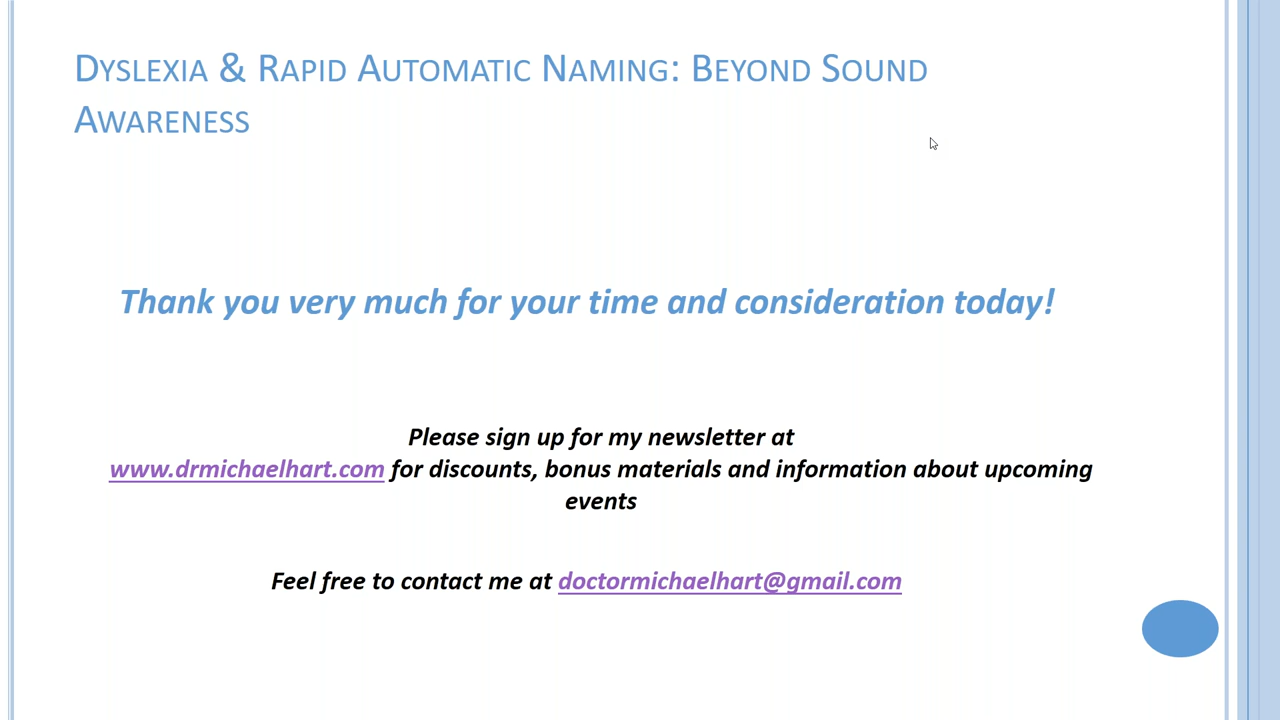 Dyslexia & Rapid Automatic Naming: Beyond Sound
Awareness
Thank you very much for your time and consideration today!
Please sign up for my newsletter at
www.drmichaelhart.com for discounts, bonus materials and information about upcoming
events
Feel free to contact me at doctormichaelhart@gmail.com